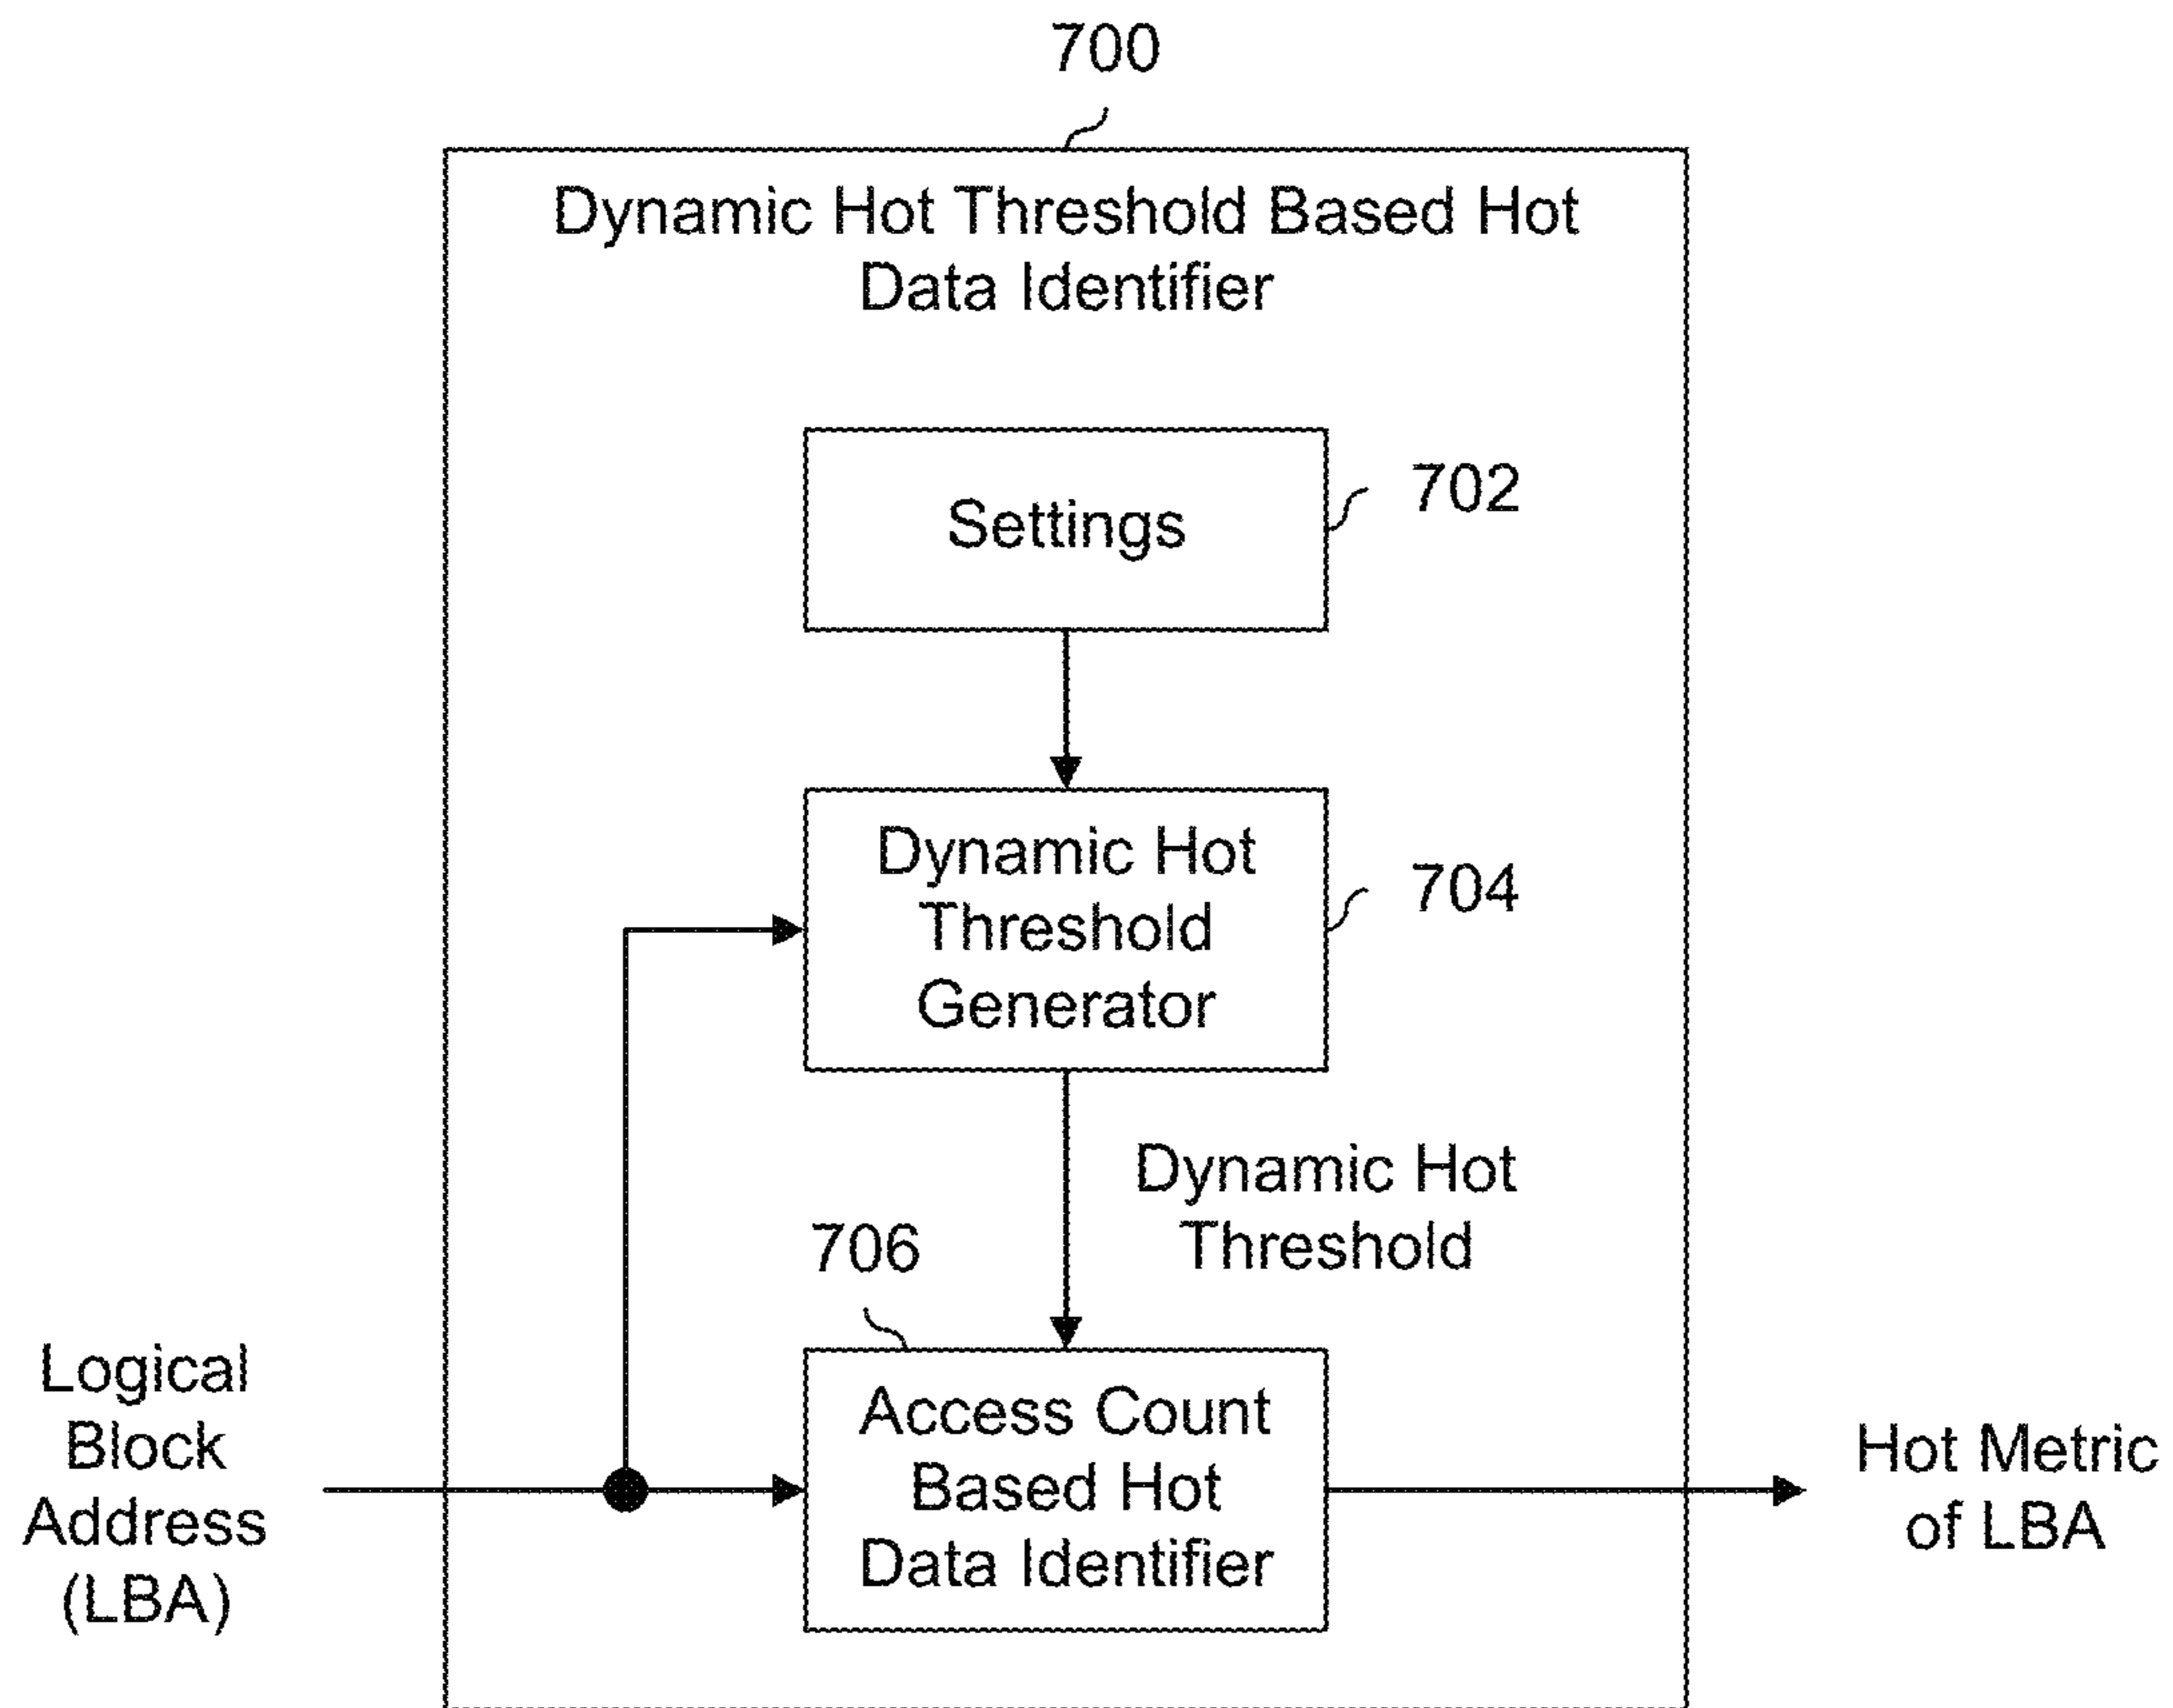 700
Dynamic Hot Threshold Based Hot
Data Identifier
Settings
702
Dynamic Hot
Threshold
Generator
704
Dynamic Hot
Threshold
706
Logical
Block
Address
(LBA)
Access Count
Based Hot
Data Identifier
Hot Metric
of LBA